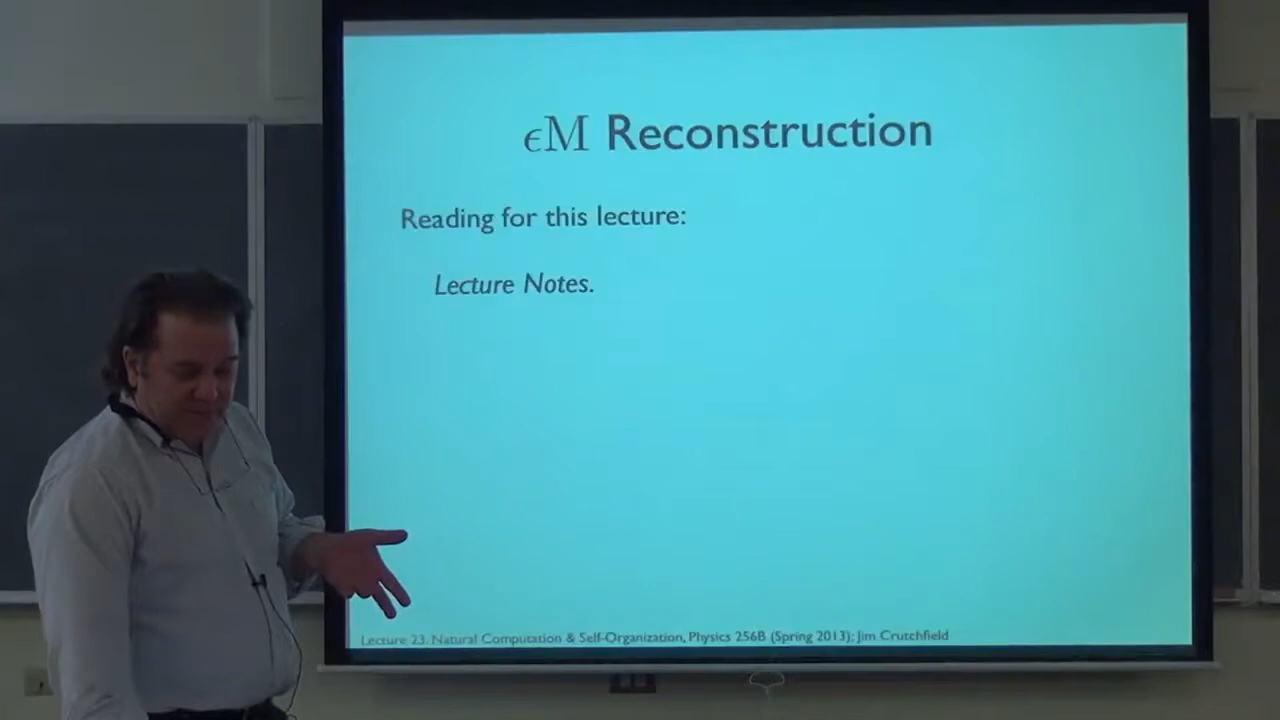 ϵM Reconstruction
Reading for this lecture:
Lecture Notes.
Lecture 23. Natural Computation & Self-Organization, Physics 256B (Spring 2013); Jim Crutchfield